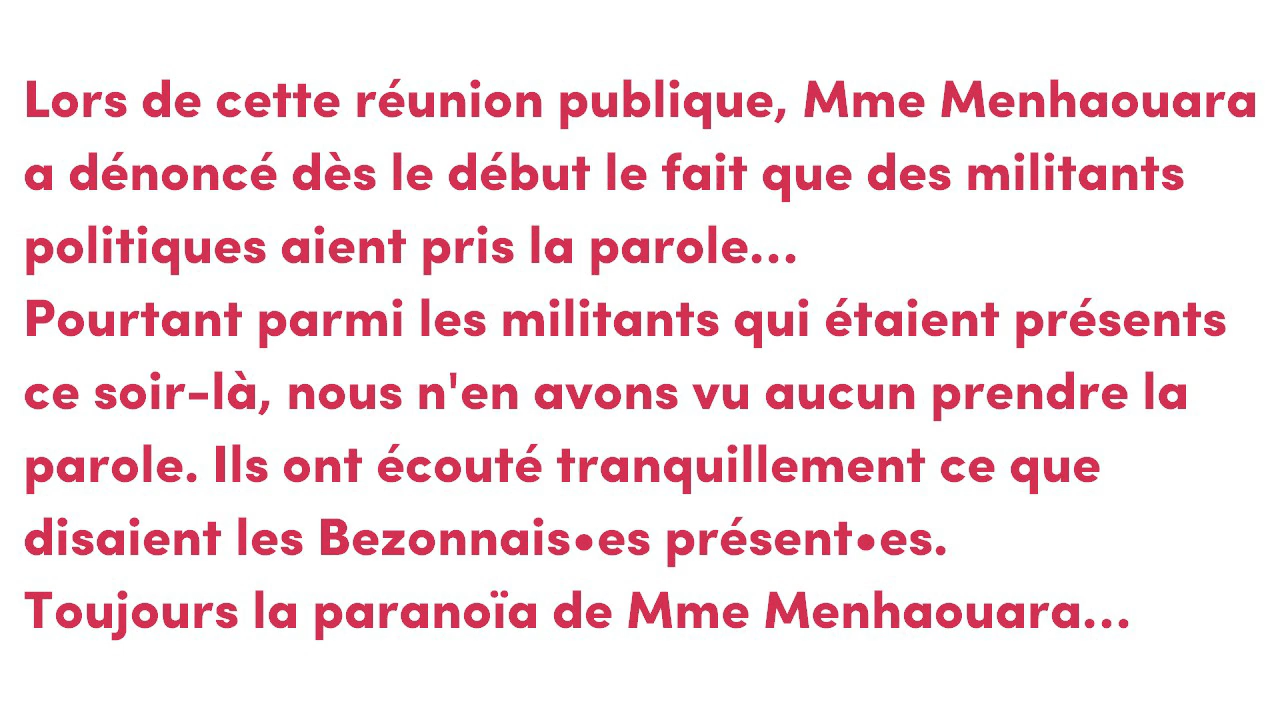 Lors de cette réunion publique, Mme Menhaouara
a dénoncé dès le début le fait que des militants
politiques aient pris la parole...
Pourtant parmi les militants qui étaient présents
ce soir-là, nous n'en avons vu aucun prendre la
parole. Ils ont écouté tranquillement ce que
disaient les Bezonnais•es présent•es.
Toujours la paranoïa de Mme Menhaouara...